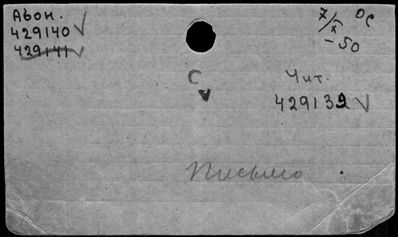 Абон.
429140 ✓
429141 ✓
7/X-50
ОС
С
✓
Чит.
429132 ✓
Письмо